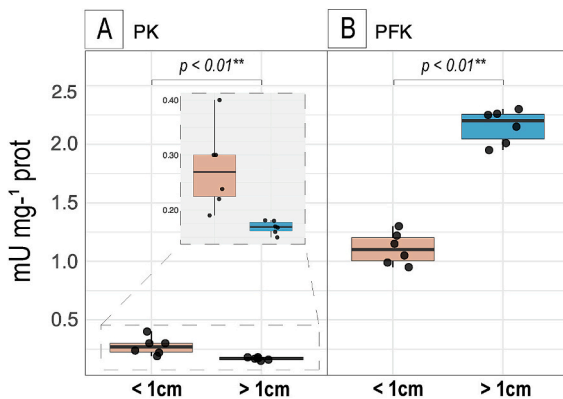 A PK
B PFK
p < 0.01**
p < 0.01**
mU mg⁻¹ prot
2.5
2.0
1.5
1.0
0.5
0.40
0.30
0.20
< 1cm
> 1cm
< 1cm
> 1cm